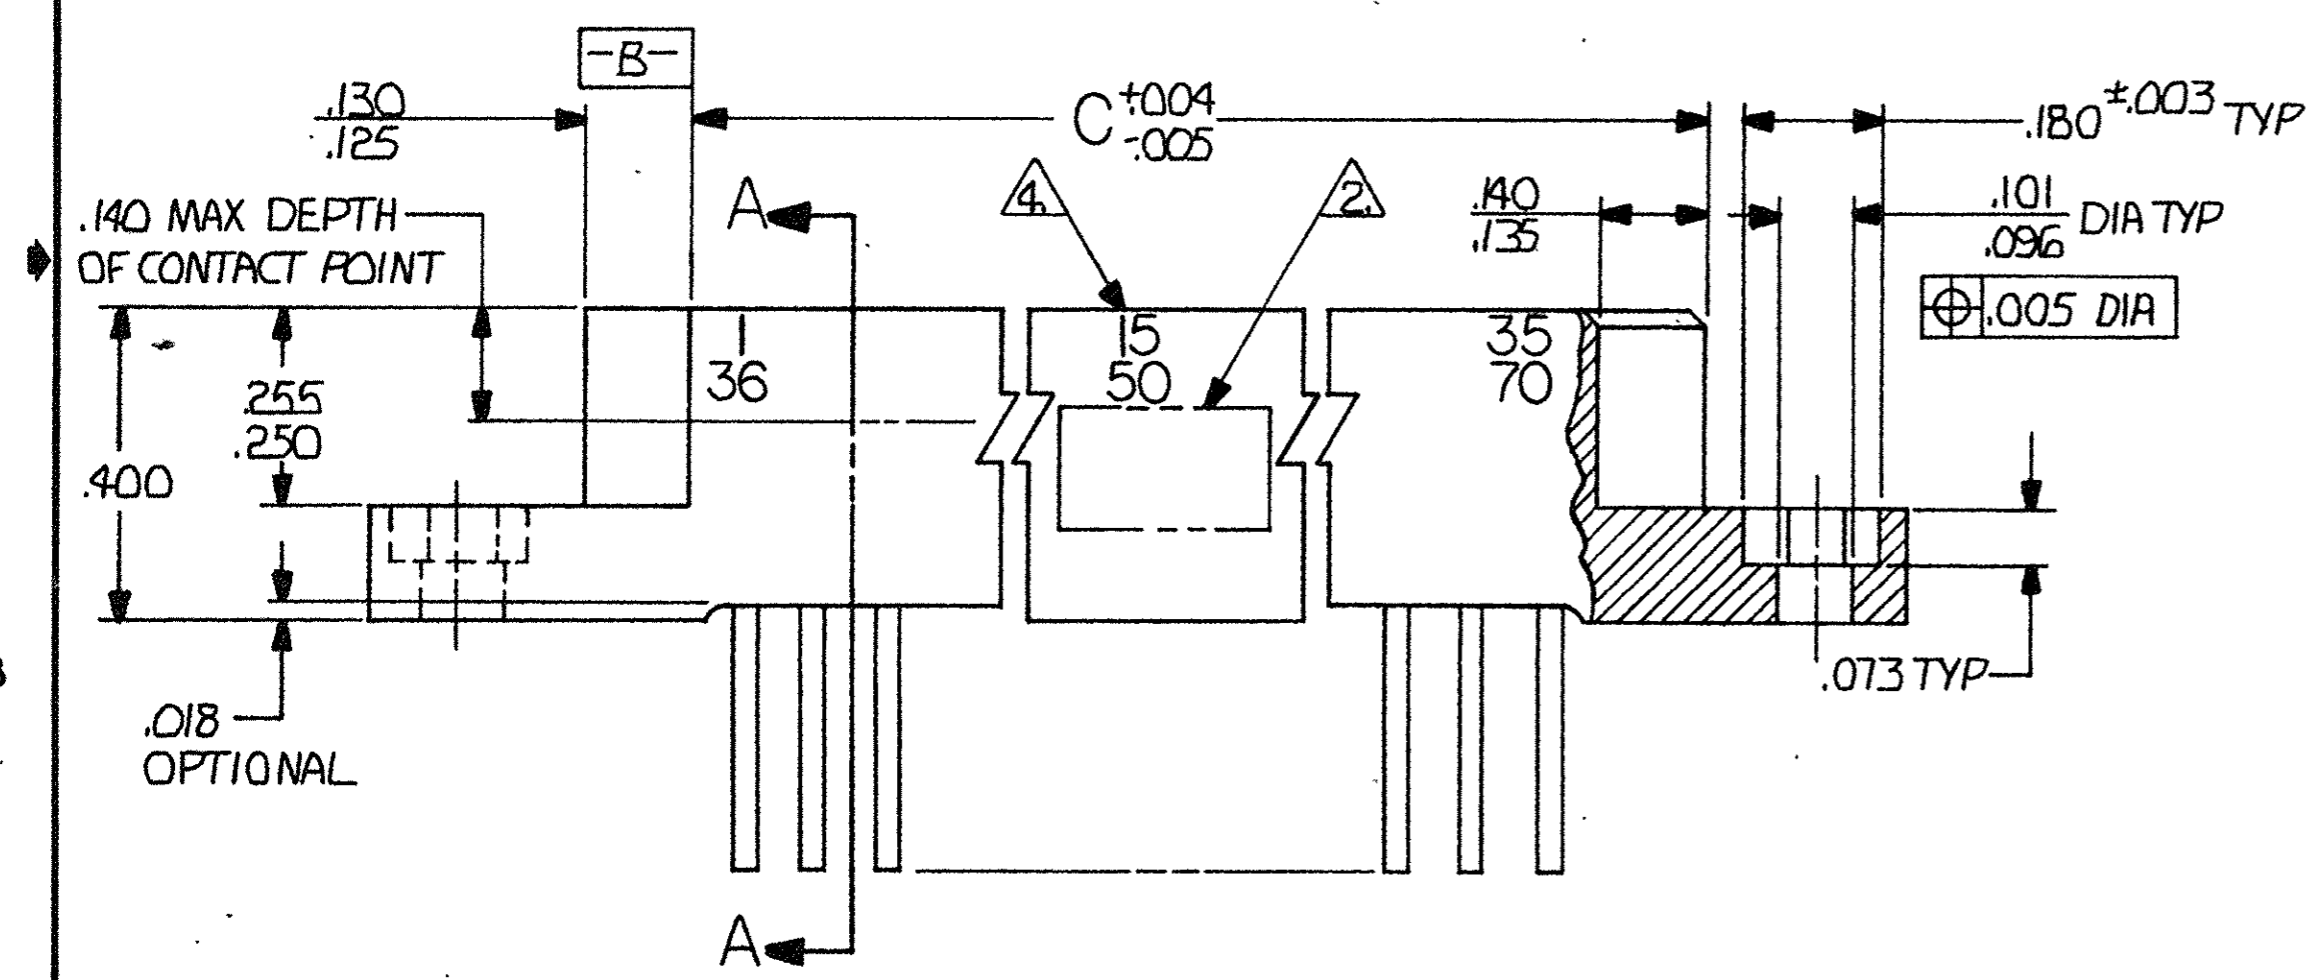 -B-
.130
.125
C +.004
-.005
.180 ±.003 TYP
A
4.
2.
.140
.135
.101
.096 DIA TYP
.140 MAX DEPTH
OF CONTACT POINT
⌖ .005 DIA
1
36
15
50
35
70
.255
.250
.400
.073 TYP
.018
OPTIONAL
A